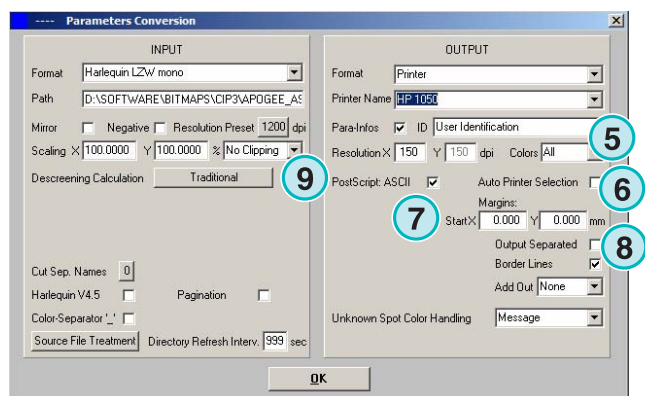 ---- Parameters Conversion
INPUT
Format Harlequin LZW mono
Path D:\SOFTWARE\BITMAPS\CIP3\APOGEE_AS
Mirror Negative Resolution Preset 1200 dpi
Scaling X 100.0000 Y 100.0000 % No Clipping
Descreening Calculation Traditional 9
Cut Sep. Names 0
Harlequin V4.5 Pagination
Color-Separator '_'
Source File Treatment Directory Refresh Interv. 999 sec
OUTPUT
Format Printer
Printer Name HP 1050
Para-Infos ID User Identification
5
Resolution X 150 Y 150 dpi Colors All
PostScript: ASCII Auto Printer Selection 6
Margins:
7 StartX 0.000 Y 0.000 mm
Output Separated 8
Border Lines
Add Out None
Unknown Spot Color Handling Message
OK